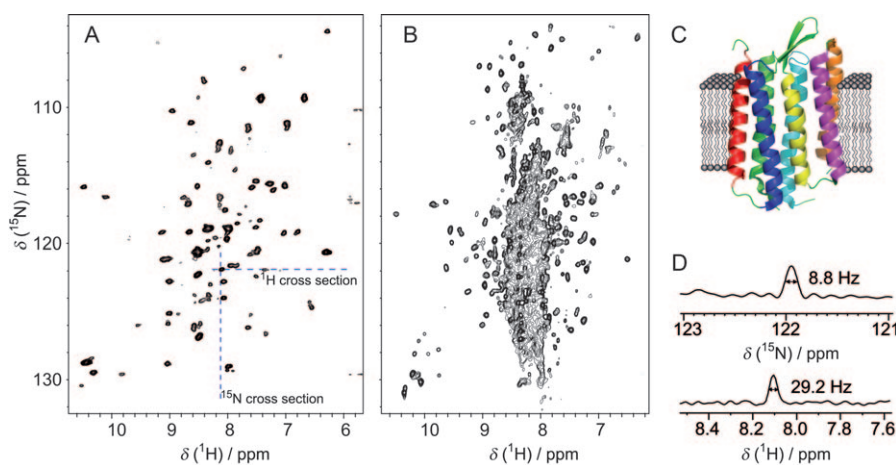 A
B
C
D
110
120
130
δ (¹⁵N) / ppm
¹H cross section
¹⁵N cross section
10
9
8
7
6
δ (¹H) / ppm
10
9
8
7
δ (¹H) / ppm
8.8 Hz
123
122
121
δ (¹⁵N) / ppm
29.2 Hz
8.4
8.2
8.0
7.8
7.6
δ (¹H) / ppm